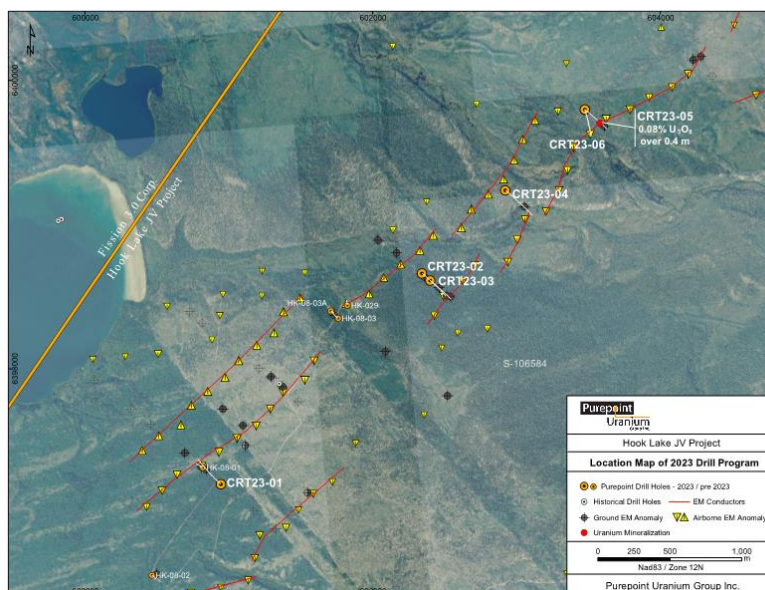 600000
602000
604000
N
6400000
CRT23-05
0.08% U₃O₈
over 0.4 m
CRT23-06
CRT23-04
Fission 3.0 Corp
Hook Lake JV Project
CRT23-02
CRT23-03
HK-08-03A
HK-029
HK-08-03
6398000
S-106584
HK-08-01
CRT23-01
HK-08-02
Purepoint
Uranium
Hook Lake JV Project
Location Map of 2023 Drill Program
Purepoint Drill Holes - 2023 / pre 2023
Historical Drill Holes
EM Conductors
Ground EM Anomaly
Airborne EM Anomaly
Uranium Mineralization
0 250 500 1,000
m
Nad83 / Zone 12N
Purepoint Uranium Group Inc.